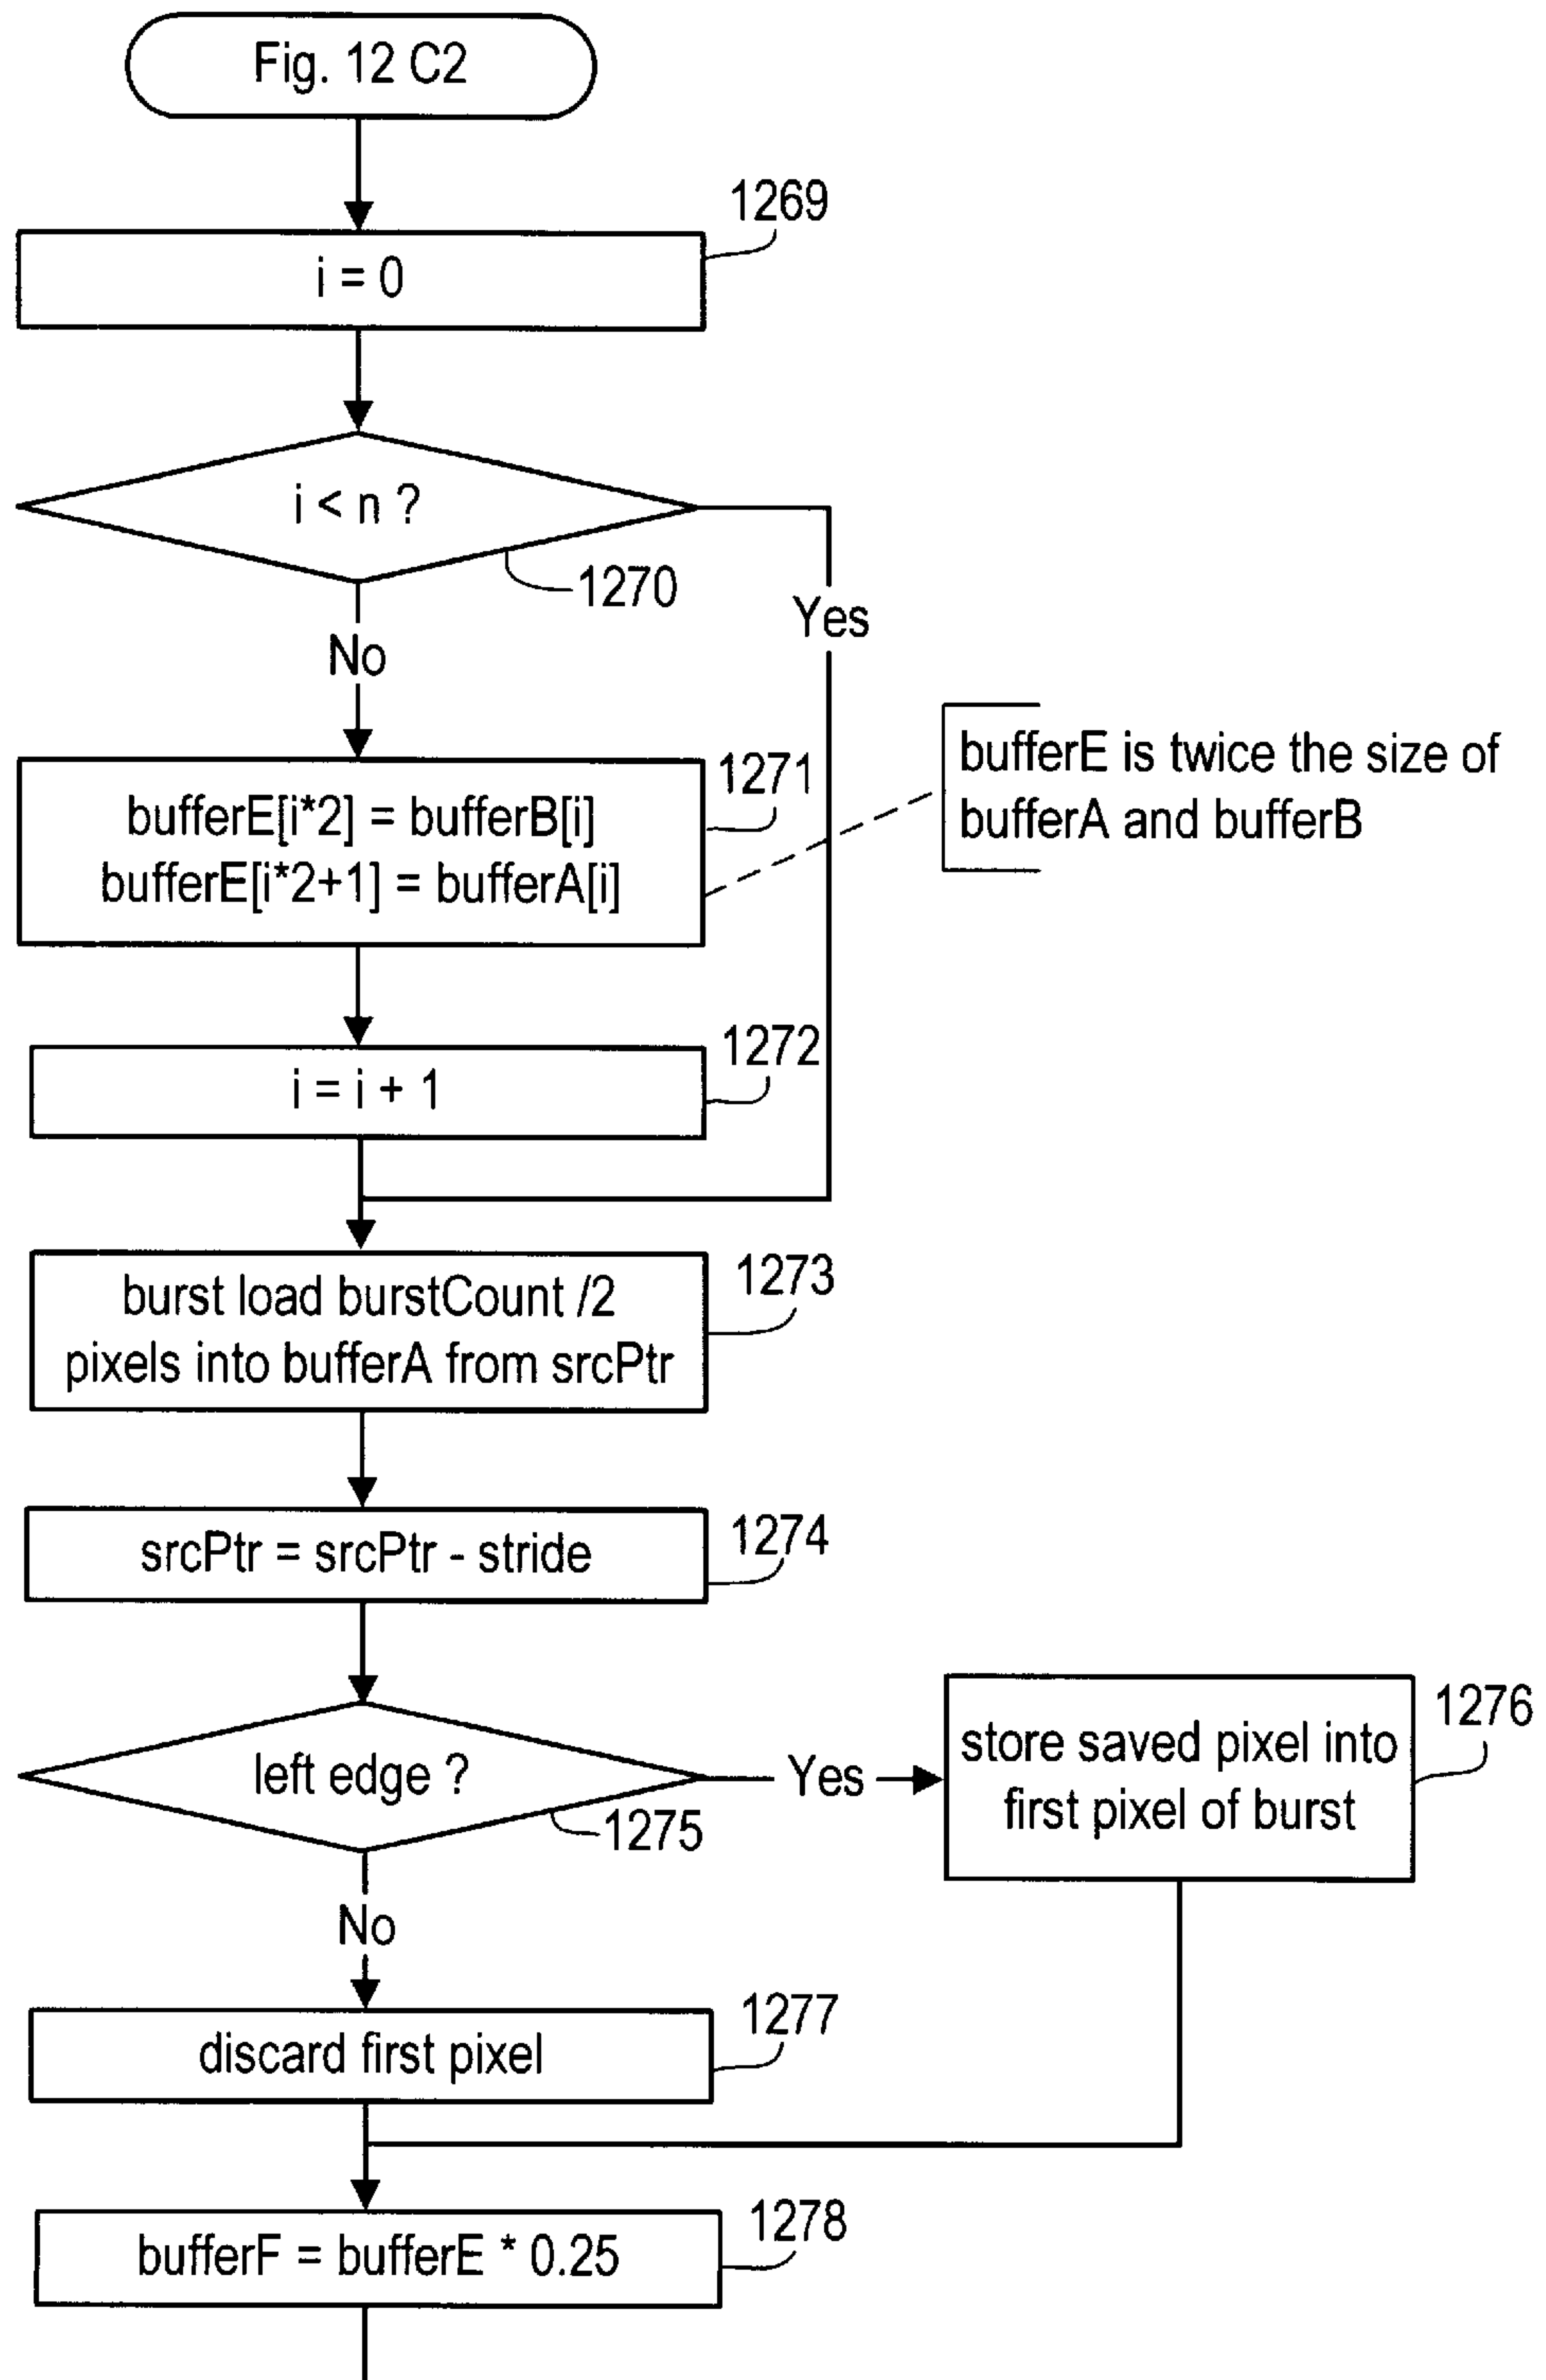 Fig. 12 C2
1269
i = 0
i < n ?
1270
Yes
No
1271
bufferE[i*2] = bufferB[i]
bufferE[i*2+1] = bufferA[i]
bufferE is twice the size of
bufferA and bufferB
1272
i = i + 1
1273
burst load burstCount /2
pixels into bufferA from srcPtr
1274
srcPtr = srcPtr - stride
left edge ?
1275
Yes
1276
store saved pixel into
first pixel of burst
No
1277
discard first pixel
1278
bufferF = bufferE * 0.25